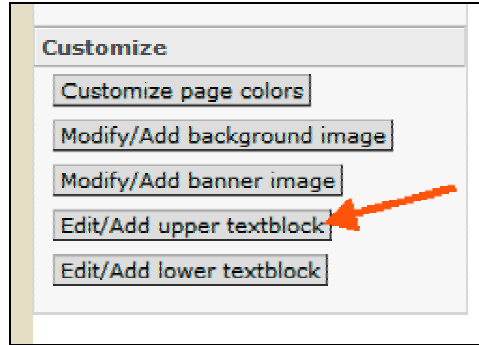 Customize
Customize page colors
Modify/Add background image
Modify/Add banner image
Edit/Add upper textblock
Edit/Add lower textblock